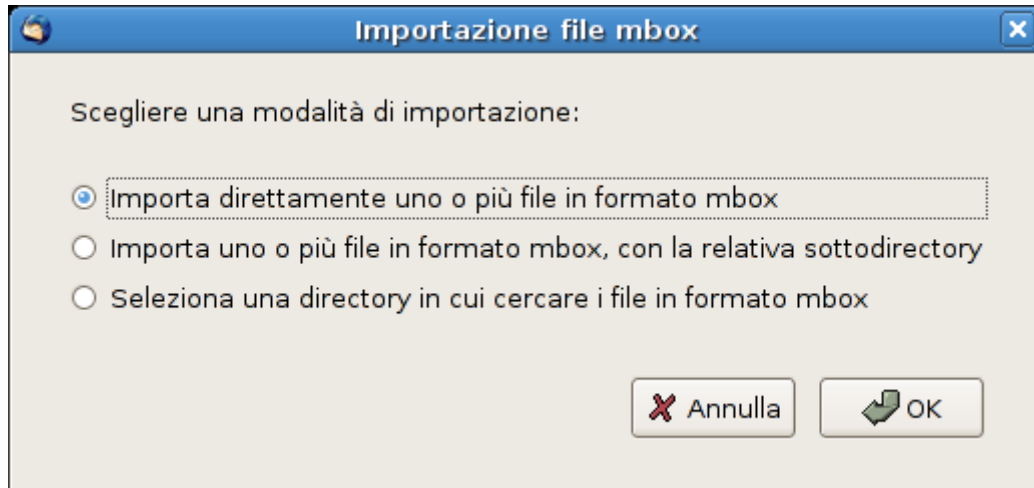 Importazione file mbox
Scegliere una modalità di importazione:
Importa direttamente uno o più file in formato mbox
Importa uno o più file in formato mbox, con la relativa sottodirectory
Seleziona una directory in cui cercare i file in formato mbox
Annulla
OK